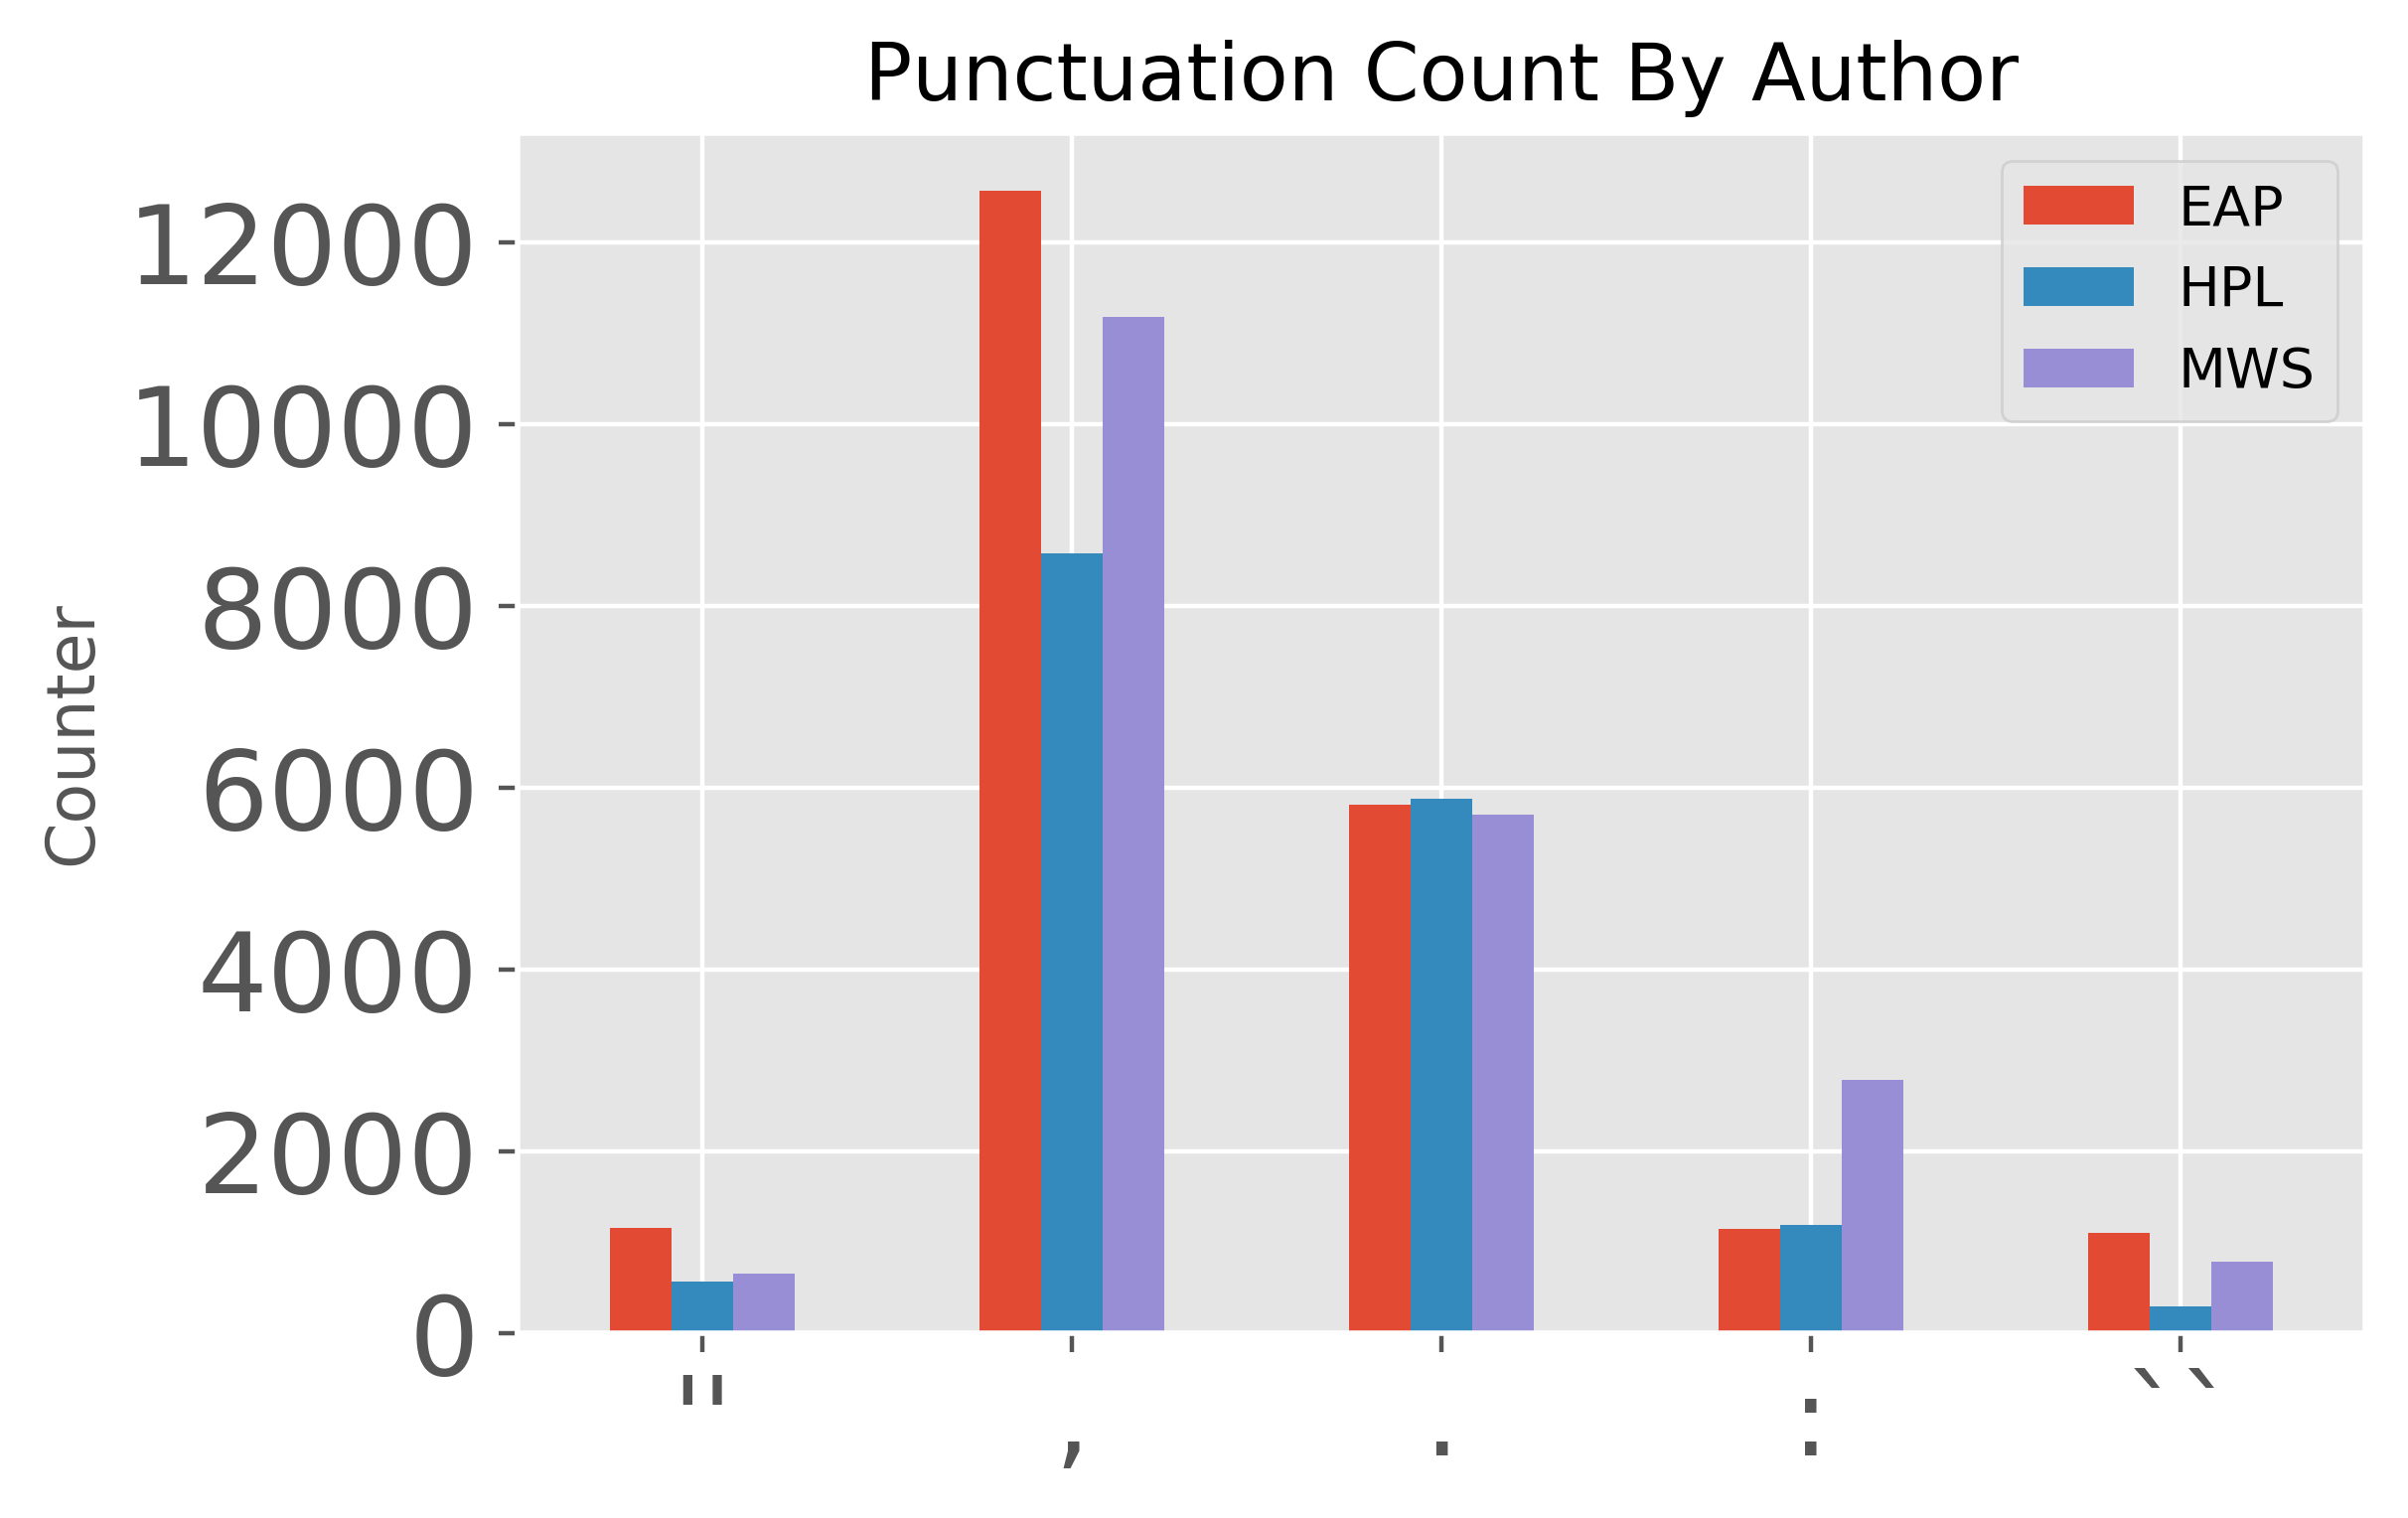 Punctuation Count By Author
EAP
HPL
MWS
12000
10000
8000
6000
4000
2000
0
Counter
'' , . : ``